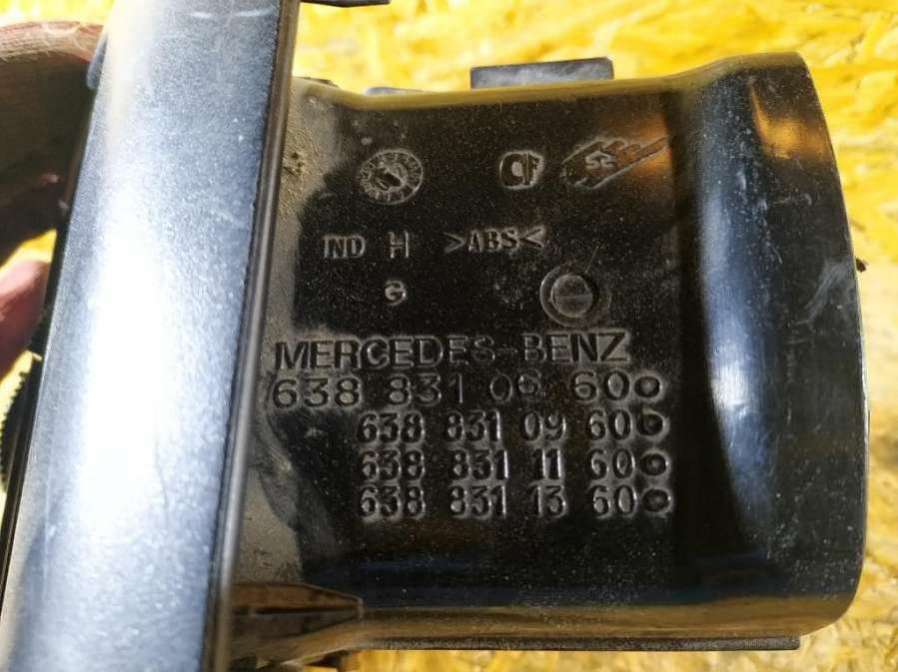 IND H >ABS<
G
MERCEDES-BENZ
638 831 06 60
638 831 09 60
638 831 11 60
638 831 13 60